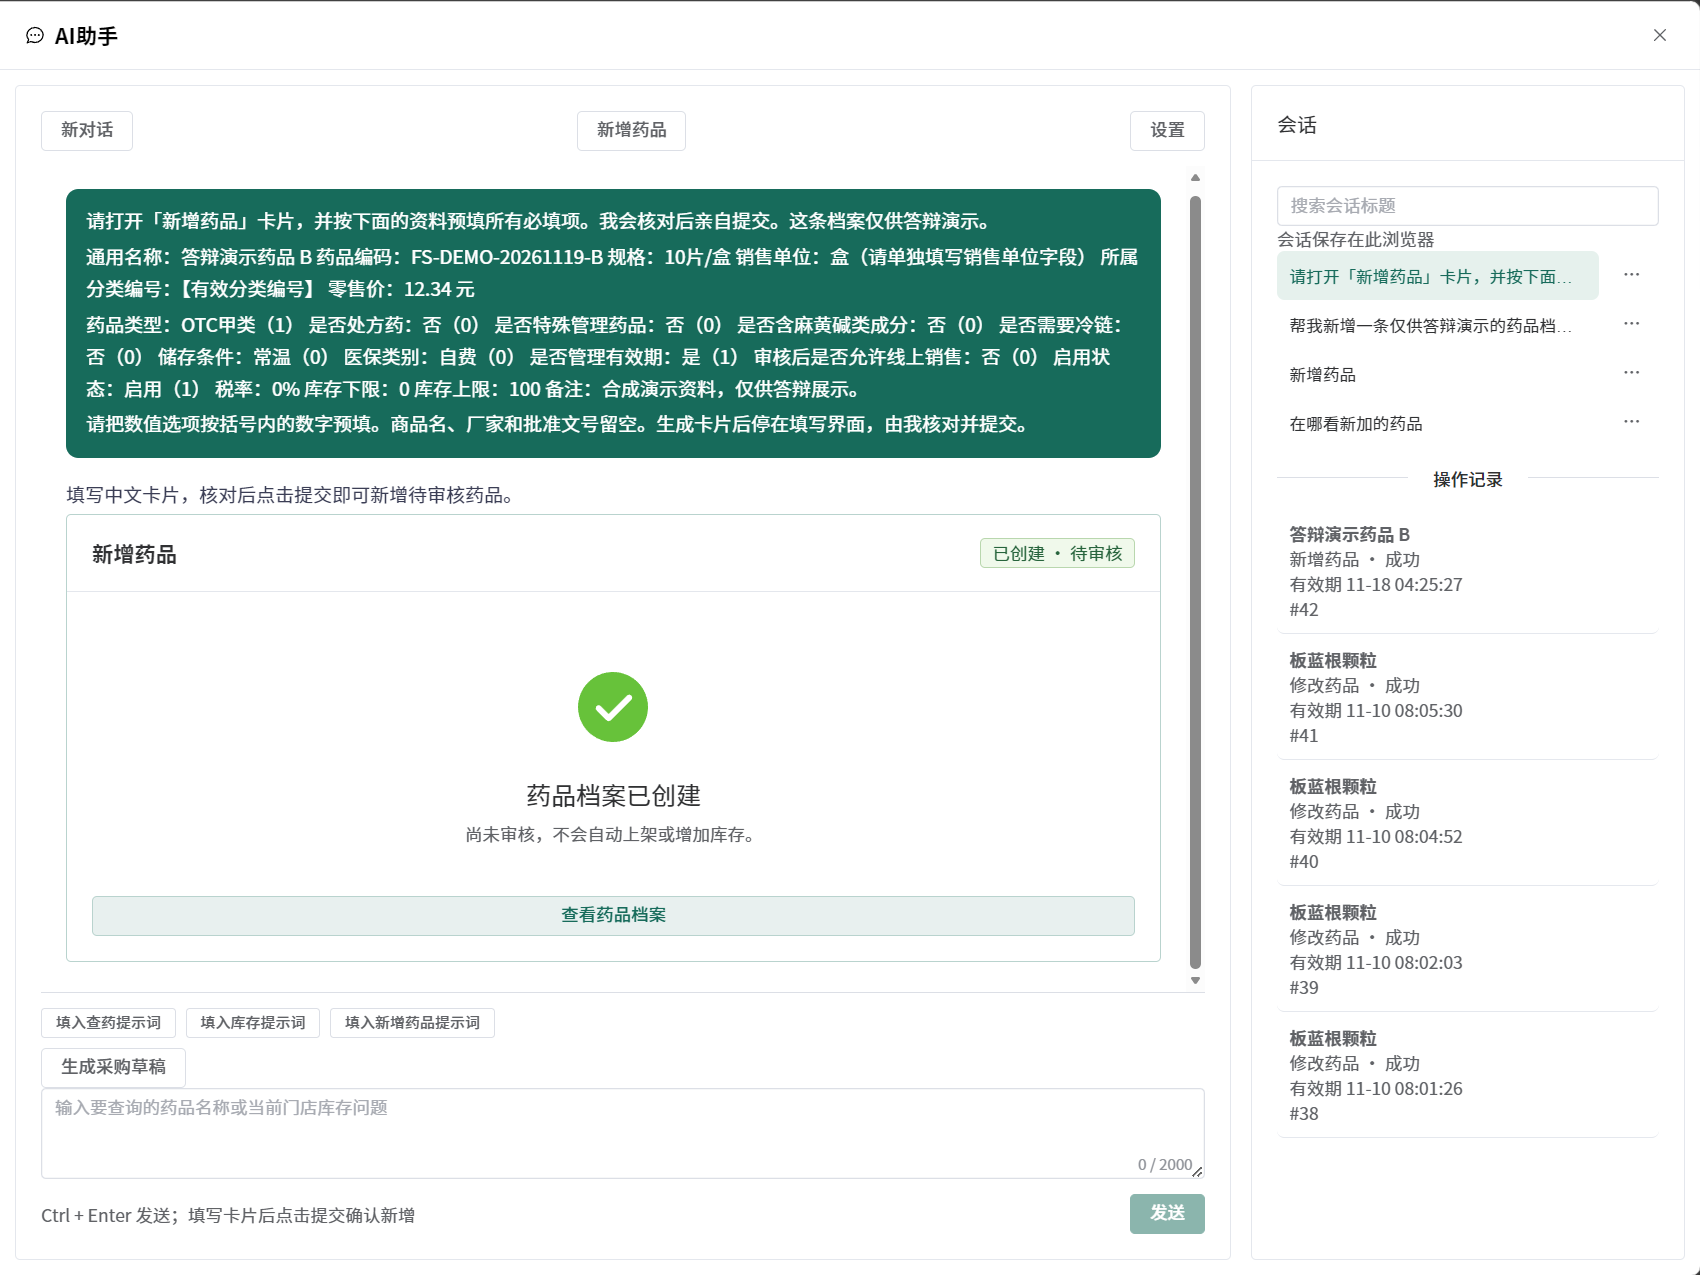 AI助手
新对话
新增药品
设置
请打开「新增药品」卡片，并按下面的资料预填所有必填项。我会核对后亲自提交。这条档案仅供答辩演示。
通用名称：答辩演示药品 B 药品编码：FS-DEMO-20261119-B 规格：10片/盒 销售单位：盒（请单独填写销售单位字段） 所属
分类编号：【有效分类编号】 零售价：12.34 元
药品类型：OTC甲类（1） 是否处方药：否（0） 是否特殊管理药品：否（0） 是否含麻黄碱类成分：否（0） 是否需要冷链：
否（0） 储存条件：常温（0） 医保类别：自费（0） 是否管理有效期：是（1） 审核后是否允许线上销售：否（0） 启用状
态：启用（1） 税率：0% 库存下限：0 库存上限：100 备注：合成演示资料，仅供答辩展示。
请把数值选项按括号内的数字预填。商品名、厂家和批准文号留空。生成卡片后停在填写界面，由我核对并提交。
填写中文卡片，核对后点击提交即可新增待审核药品。
新增药品
已创建 · 待审核
药品档案已创建
尚未审核，不会自动上架或增加库存。
查看药品档案
填入查药提示词
填入库存提示词
填入新增药品提示词
生成采购草稿
输入要查询的药品名称或当前门店库存问题
0 / 2000
Ctrl + Enter 发送；填写卡片后点击提交确认新增
发送
会话
搜索会话标题
会话保存在此浏览器
请打开「新增药品」卡片，并按下面…
帮我新增一条仅供答辩演示的药品档…
新增药品
在哪看新加的药品
操作记录
答辩演示药品 B
新增药品 · 成功
有效期 11-18 04:25:27
#42
板蓝根颗粒
修改药品 · 成功
有效期 11-10 08:05:30
#41
板蓝根颗粒
修改药品 · 成功
有效期 11-10 08:04:52
#40
板蓝根颗粒
修改药品 · 成功
有效期 11-10 08:02:03
#39
板蓝根颗粒
修改药品 · 成功
有效期 11-10 08:01:26
#38